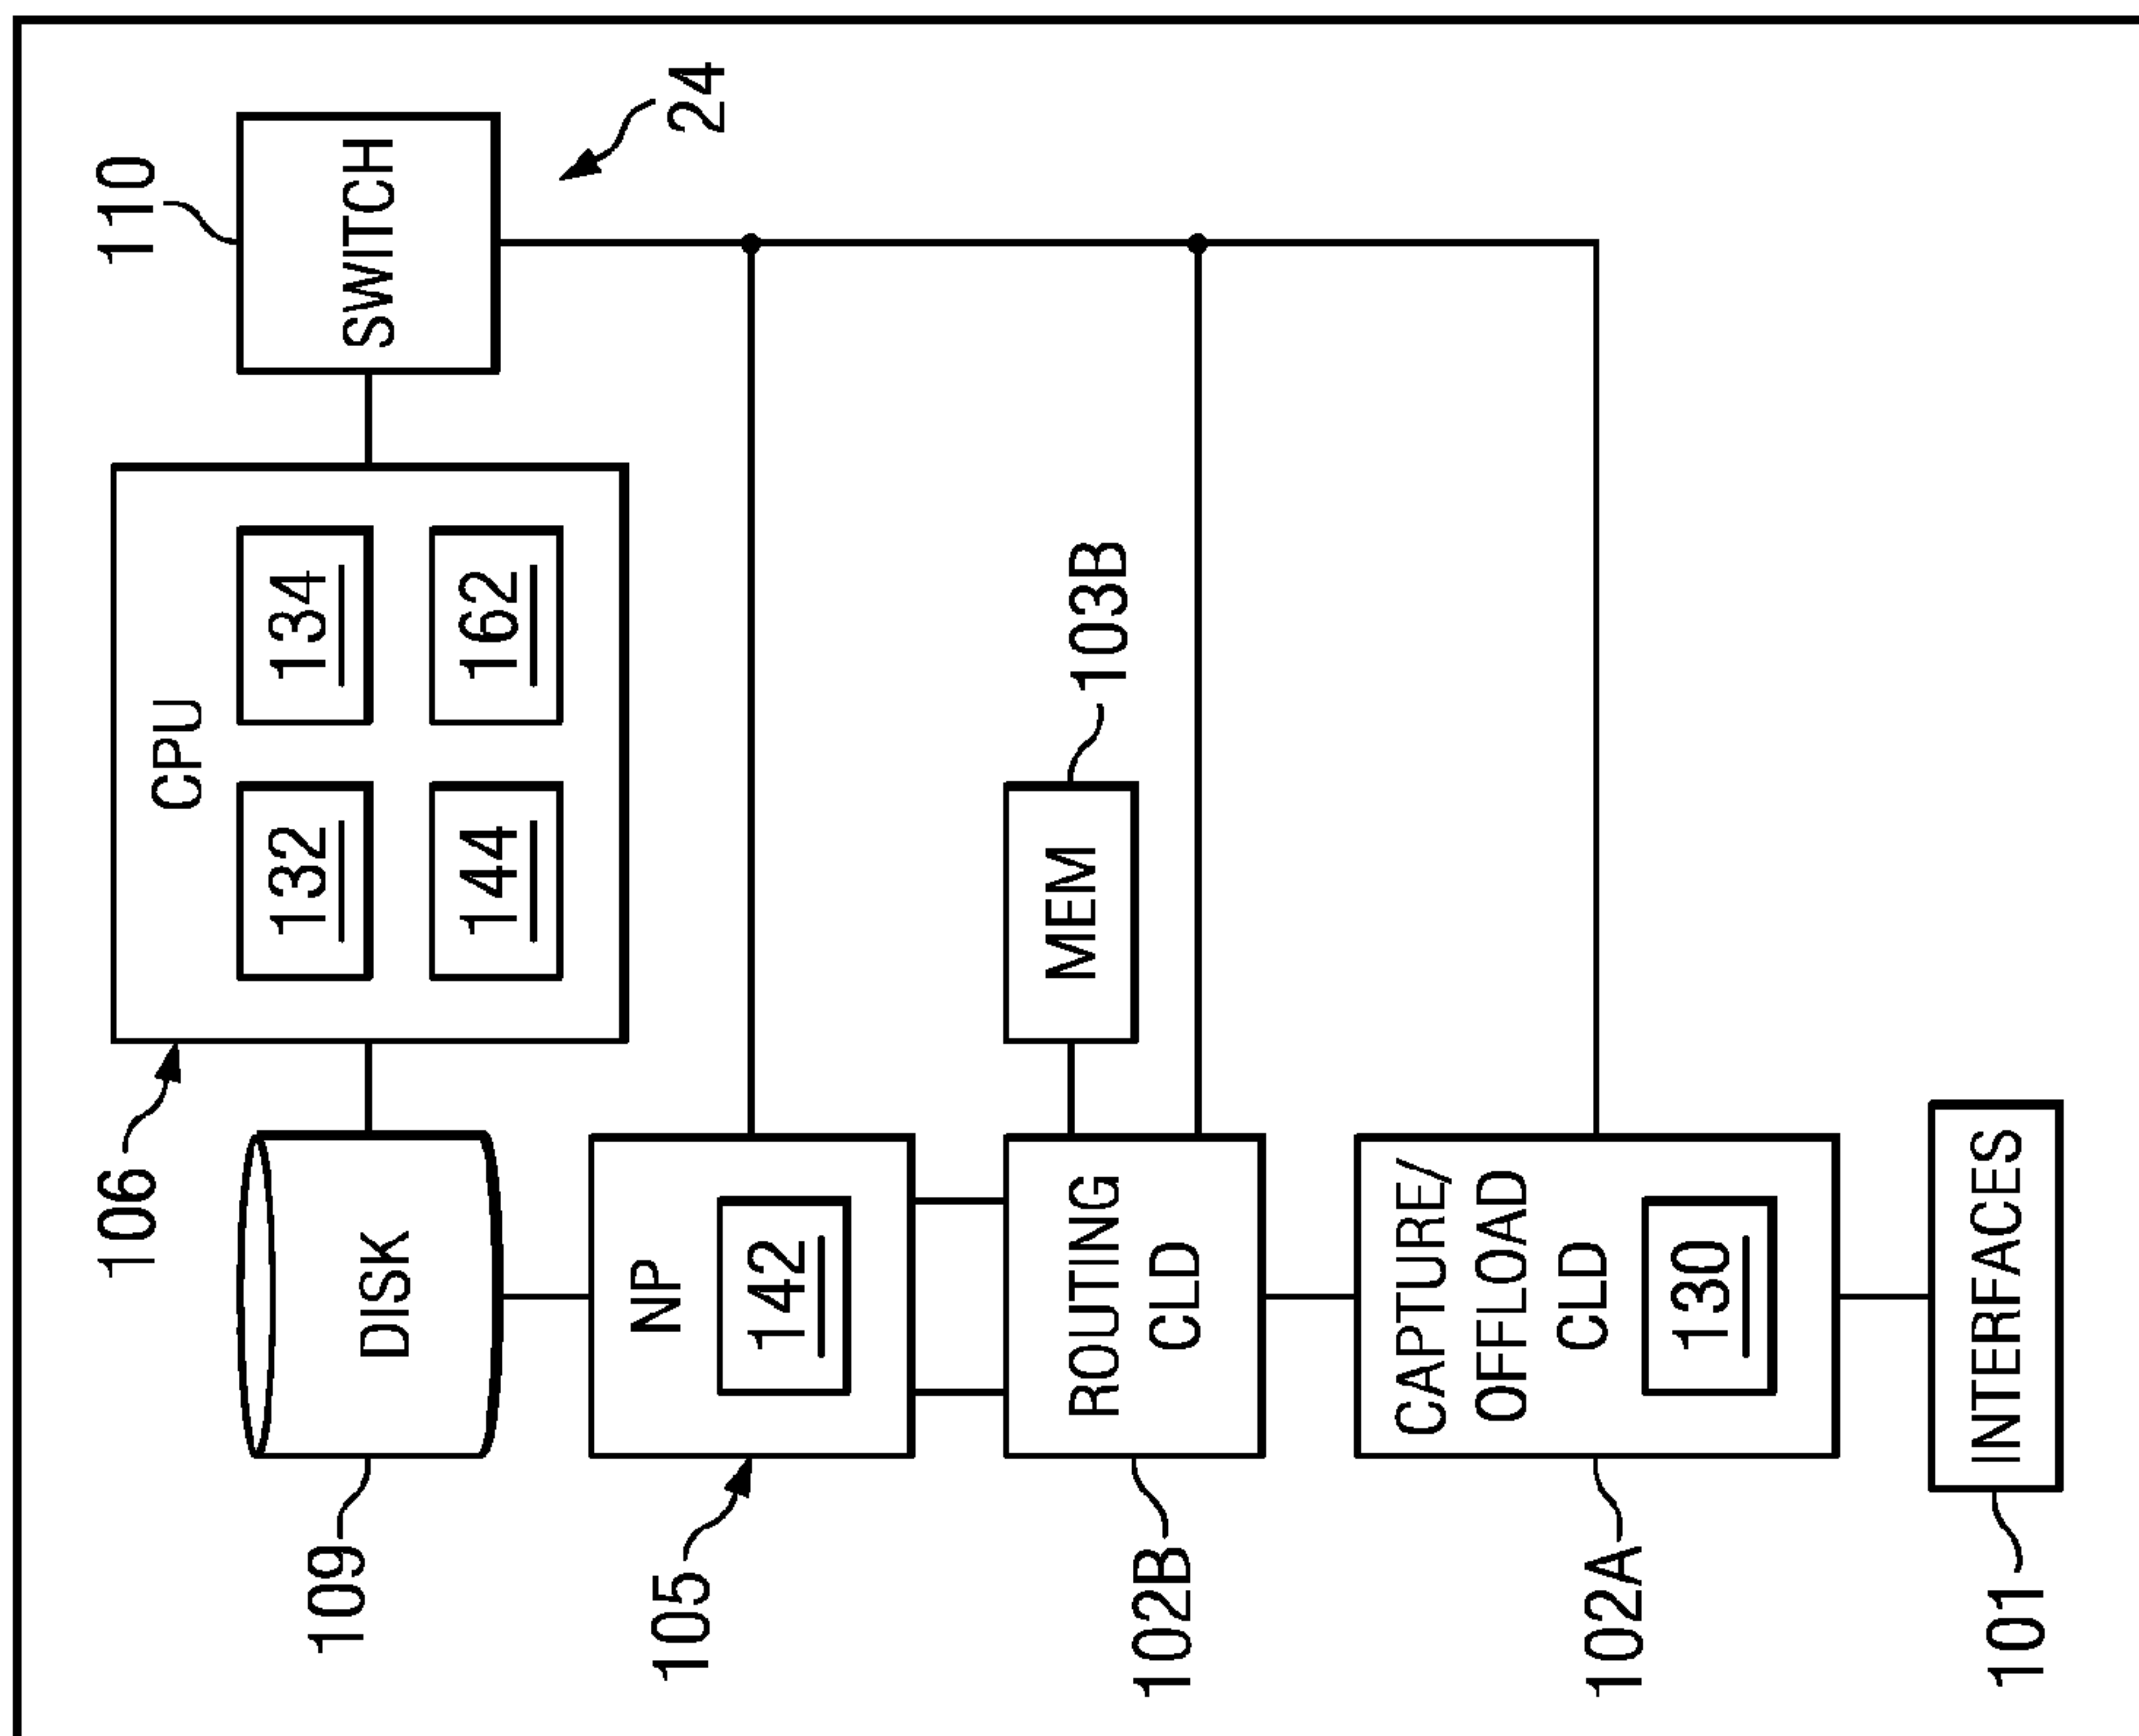 106
110
CPU
132
134
144
162
SWITCH
24
109
DISK
105
NP
142
103B
MEM
102B
ROUTING
CLD
102A
CAPTURE/
OFFLOAD
CLD
130
101
INTERFACES